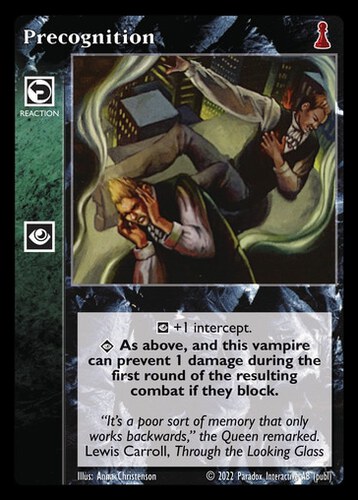 Precognition
REACTION
+1 intercept.
As above, and this vampire
can prevent 1 damage during the
first round of the resulting
combat if they block.
"It's a poor sort of memory that only
works backwards," the Queen remarked.
Lewis Carroll, Through the Looking Glass
Illus: Anna Christenson © 2022 Paradox Interactive AB (publ)